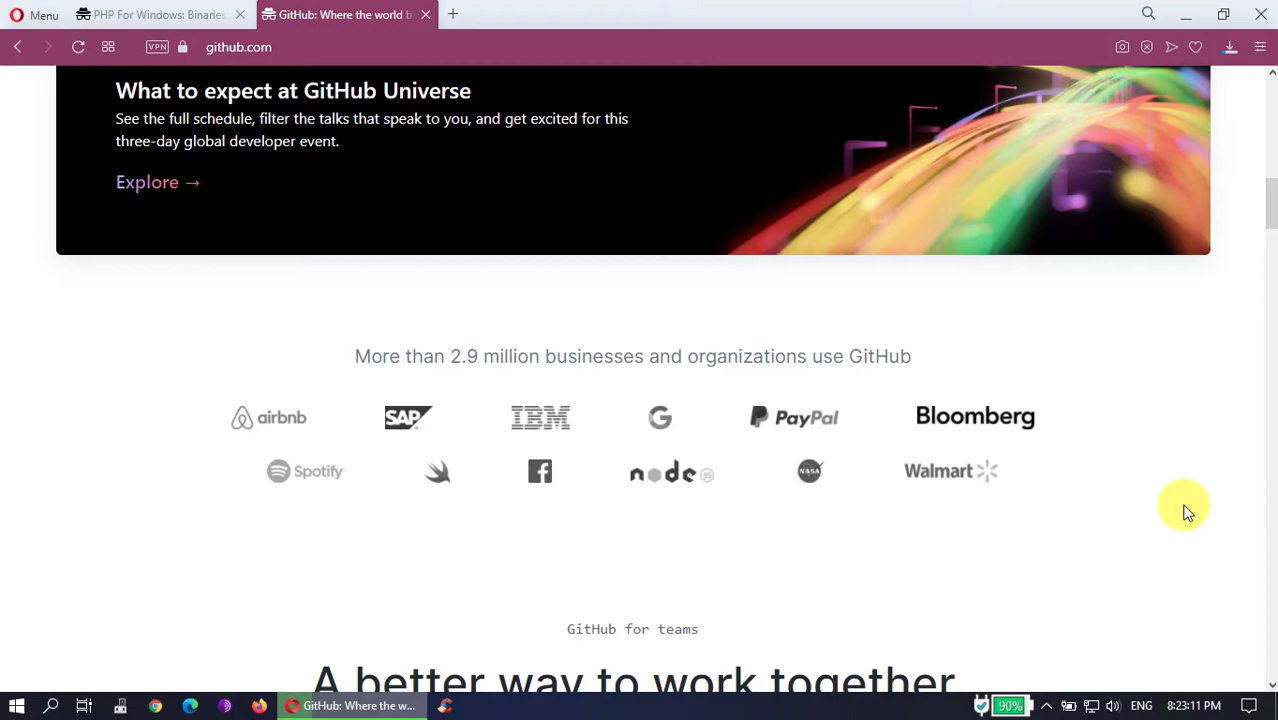 Menu
PHP For Windows: Binaries
GitHub: Where the world b
VPN
github.com
What to expect at GitHub Universe
See the full schedule, filter the talks that speak to you, and get excited for this
three-day global developer event.
Explore →
More than 2.9 million businesses and organizations use GitHub
airbnb
SAP
IBM
G
PayPal
Bloomberg
Spotify
f
node
JS
NASA
Walmart
GitHub for teams
A better way to work together
GitHub: Where the w...
90%
ENG
8:23:11 PM